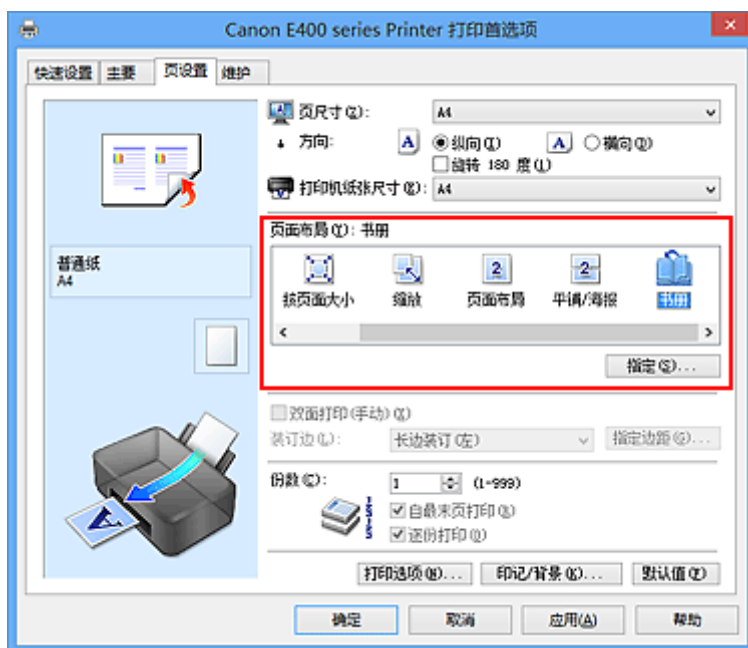 Canon E400 series Printer 打印首选项
快速设置 主要 页设置 维护
页尺寸(Z): A4
方向: A 纵向(T) A 横向(D)
旋转 180 度(L)
打印机纸张尺寸(R): A4
页面布局(Y): 书册
按页面大小 缩放 页面布局 平铺/海报 书册
指定(S)...
普通纸
A4
双面打印(手动)(X)
装订边(L): 长边装订(左) 指定边距(G)...
份数(C): 1 (1-999)
自最末页打印(B)
逐份打印(O)
打印选项(N)... 印记/背景(K)... 默认值(F)
确定 取消 应用(A) 帮助